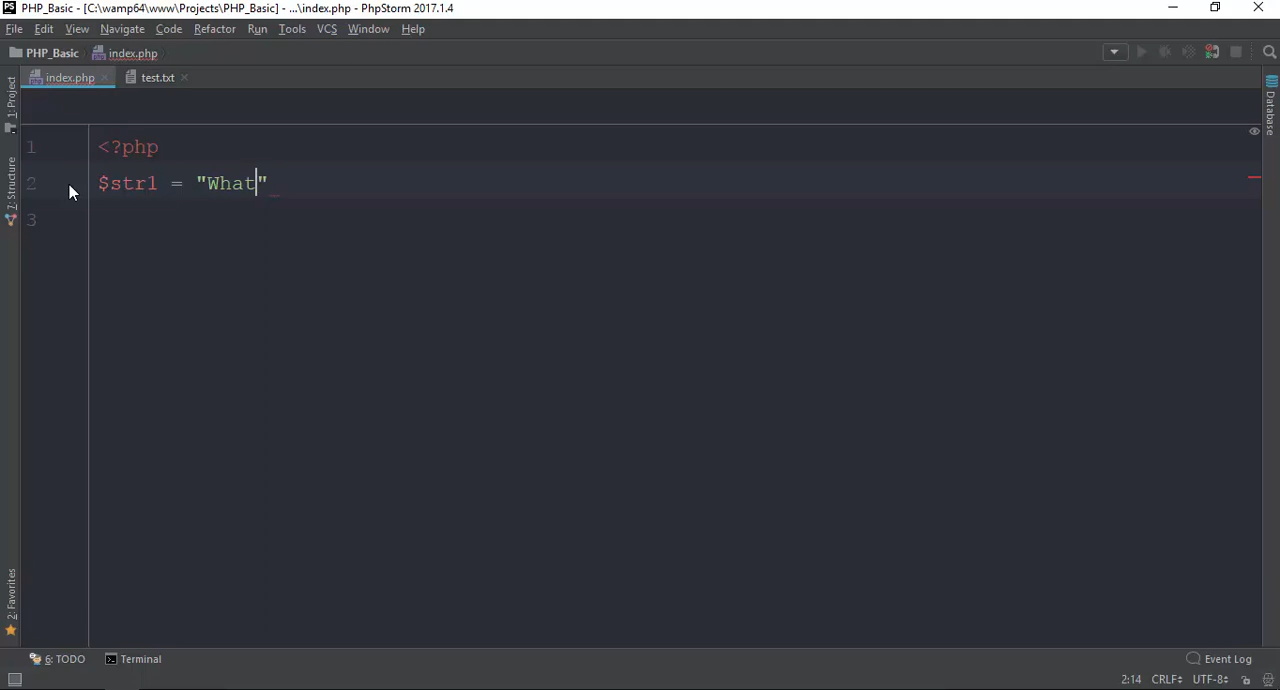 PS PHP_Basic - [C:\wamp64\www\Projects\PHP_Basic] - ...\index.php - PhpStorm 2017.1.4
File Edit View Navigate Code Refactor Run Tools VCS Window Help
PHP_Basic index.php
index.php test.txt
1: Project
7: Structure
2: Favorites
Database
1 <?php
2 $str1 = "What"
3
6: TODO Terminal Event Log
2:14 CRLF UTF-8